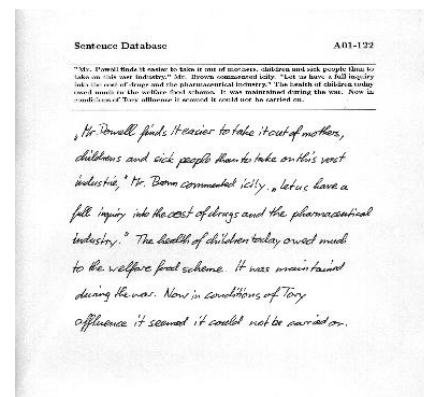 Sentence Database A01-122
"Mr. Powell finds it easier to take it out of mothers, children and sick people than to
take on this vast industry," Mr. Brown commented icily. "Let us have a full inquiry
into the cost of drugs and the pharmaceutical industry." The health of children today
owed much to the welfare food scheme. It was maintained during the war. Now in
conditions of Tory affluence it seemed it could not be carried on.
„Mr. Powell finds it easier to take it out of mothers,
childrens and sick people than to take on this vast
industrie," Mr. Brown commented icily. „Let us have a
full inquiry into the cost of drugs and the pharmaceutical
industry." The health of children today owed much
to the welfare food scheme. It was maintained
during the war. Now in conditions of Tory
affluence it seemed it could not be carried on.